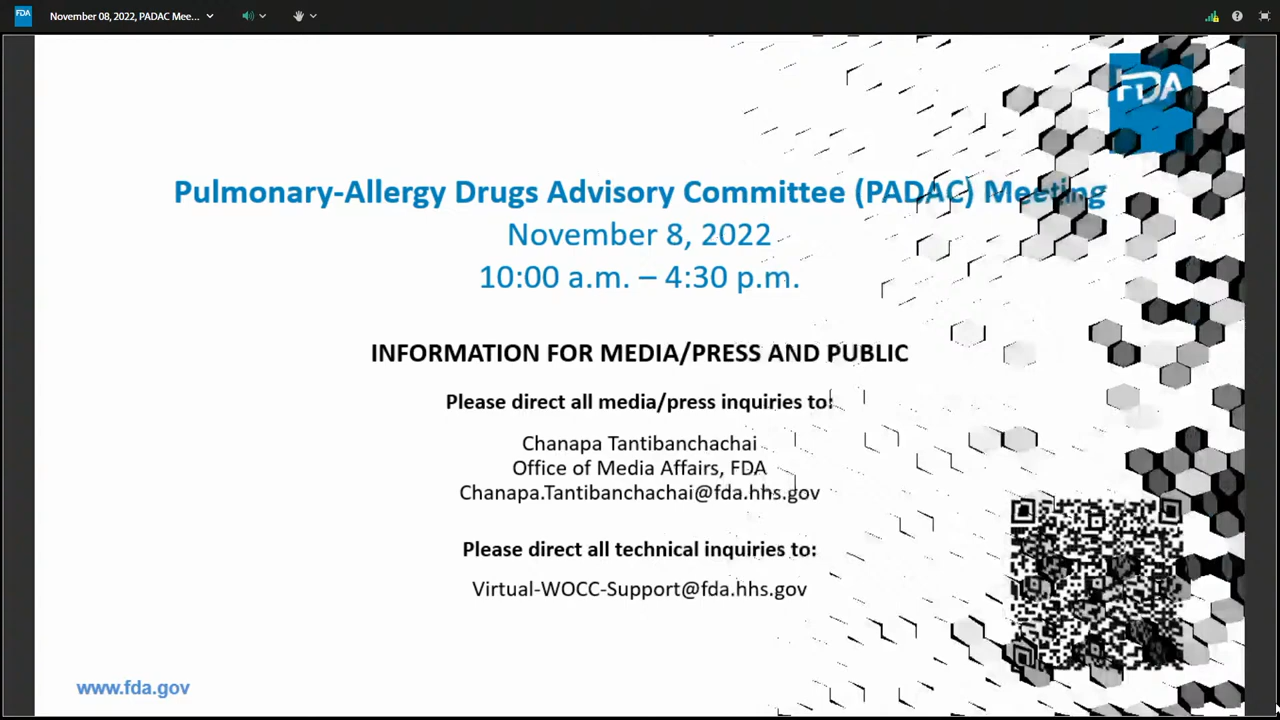 FDA
November 08, 2022, PADAC Mee...
FDA
Pulmonary-Allergy Drugs Advisory Committee (PADAC) Meeting
November 8, 2022
10:00 a.m. – 4:30 p.m.
INFORMATION FOR MEDIA/PRESS AND PUBLIC
Please direct all media/press inquiries to:
Chanapa Tantibanchachai
Office of Media Affairs, FDA
Chanapa.Tantibanchachai@fda.hhs.gov
Please direct all technical inquiries to:
Virtual-WOCC-Support@fda.hhs.gov
www.fda.gov